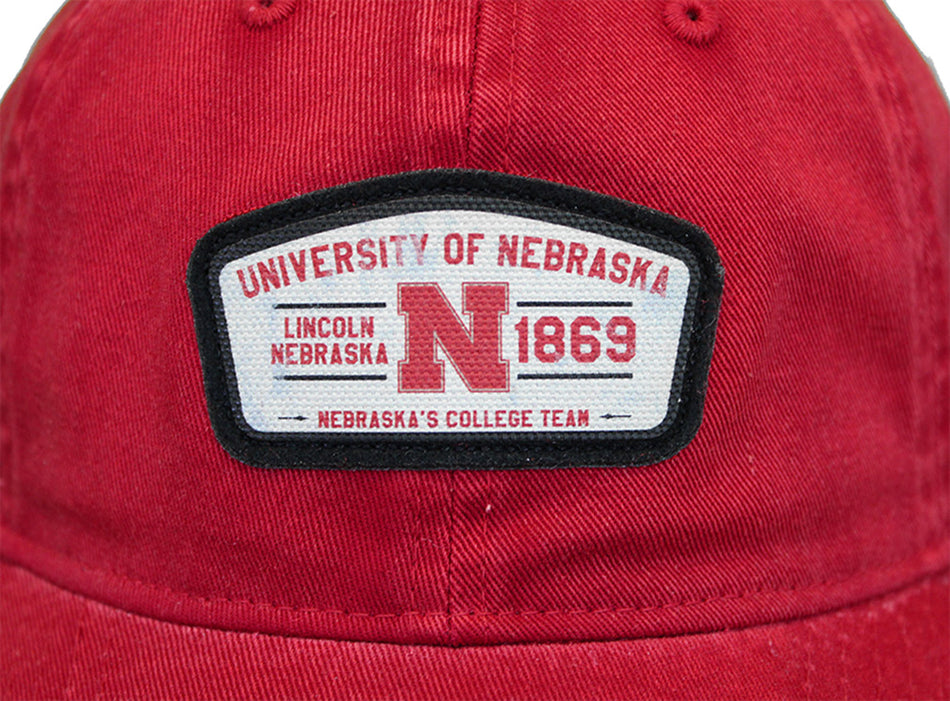 UNIVERSITY OF NEBRASKA
LINCOLN
NEBRASKA
N
1869
NEBRASKA'S COLLEGE TEAM